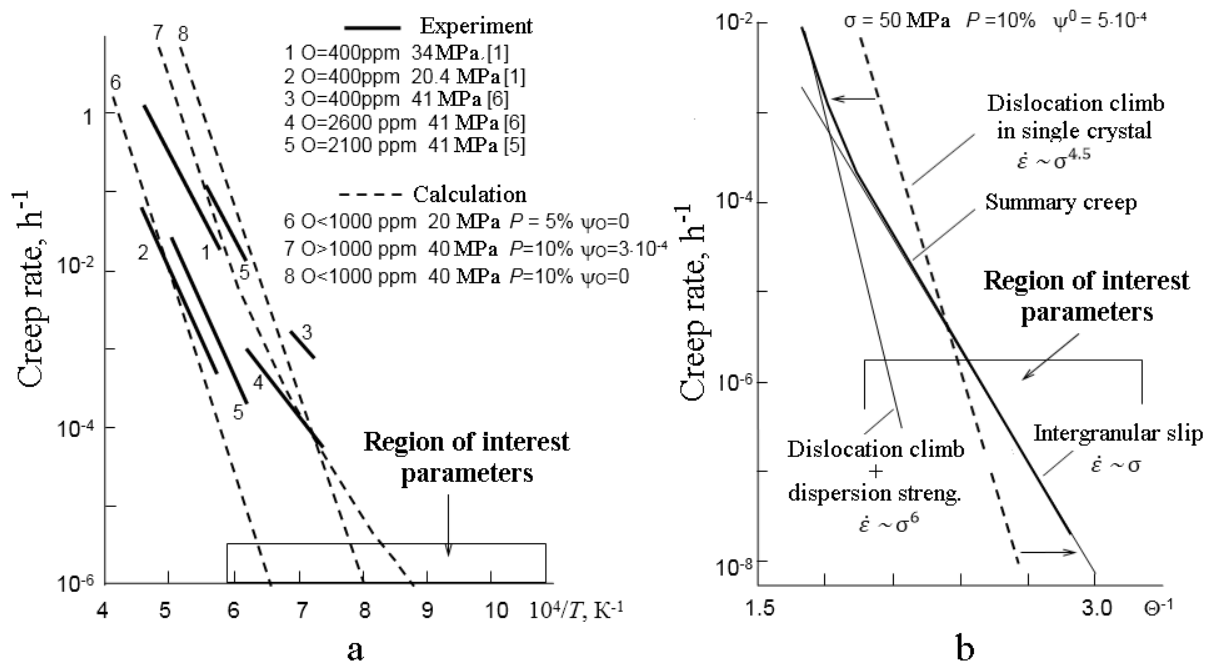 7 8
Experiment
1 O=400ppm 34MPa.[1]
2 O=400ppm 20.4 MPa[1]
3 O=400ppm 41 MPa [6]
4 O=2600 ppm 41 MPa [6]
5 O=2100 ppm 41 MPa [5]
6
Calculation
6 O<1000 ppm 20 MPa P = 5% ψO=0
7 O>1000 ppm 40 MPa P=10% ψO=3·10-4
8 O<1000 ppm 40 MPa P=10% ψO=0
Creep rate, h-1
1
10-2
10-4
10-6
2
1
5
3
4
5
Region of interest
parameters
4 5 6 7 8 9 10 10^4/T, K-1
a
σ = 50 MPa P =10% ψ0 = 5·10-4
Creep rate, h-1
10-2
10-4
10-6
10-8
Dislocation climb
in single crystal
ε̇ ~ σ4.5
Summary creep
Region of interest
parameters
Intergranular slip
ε̇ ~ σ
Dislocation climb
+
dispersion streng.
ε̇ ~ σ6
1.5 3.0 Θ-1
b